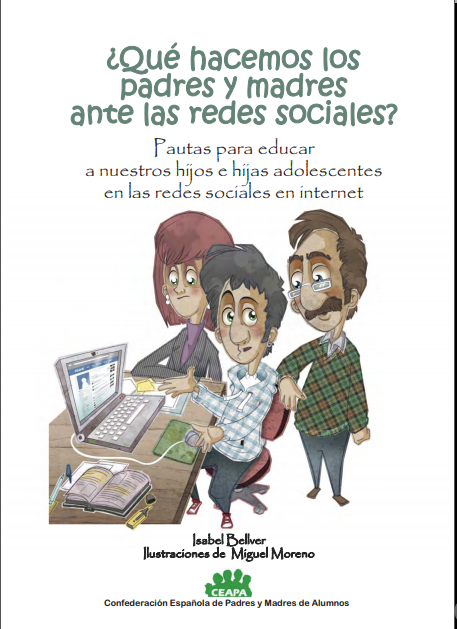 ¿Qué hacemos los
padres y madres
ante las redes sociales?
Pautas para educar
a nuestros hijos e hijas adolescentes
en las redes sociales en internet
Isabel Bellver
Ilustraciones de Miguel Moreno
CEAPA
Confederación Española de Padres y Madres de Alumnos